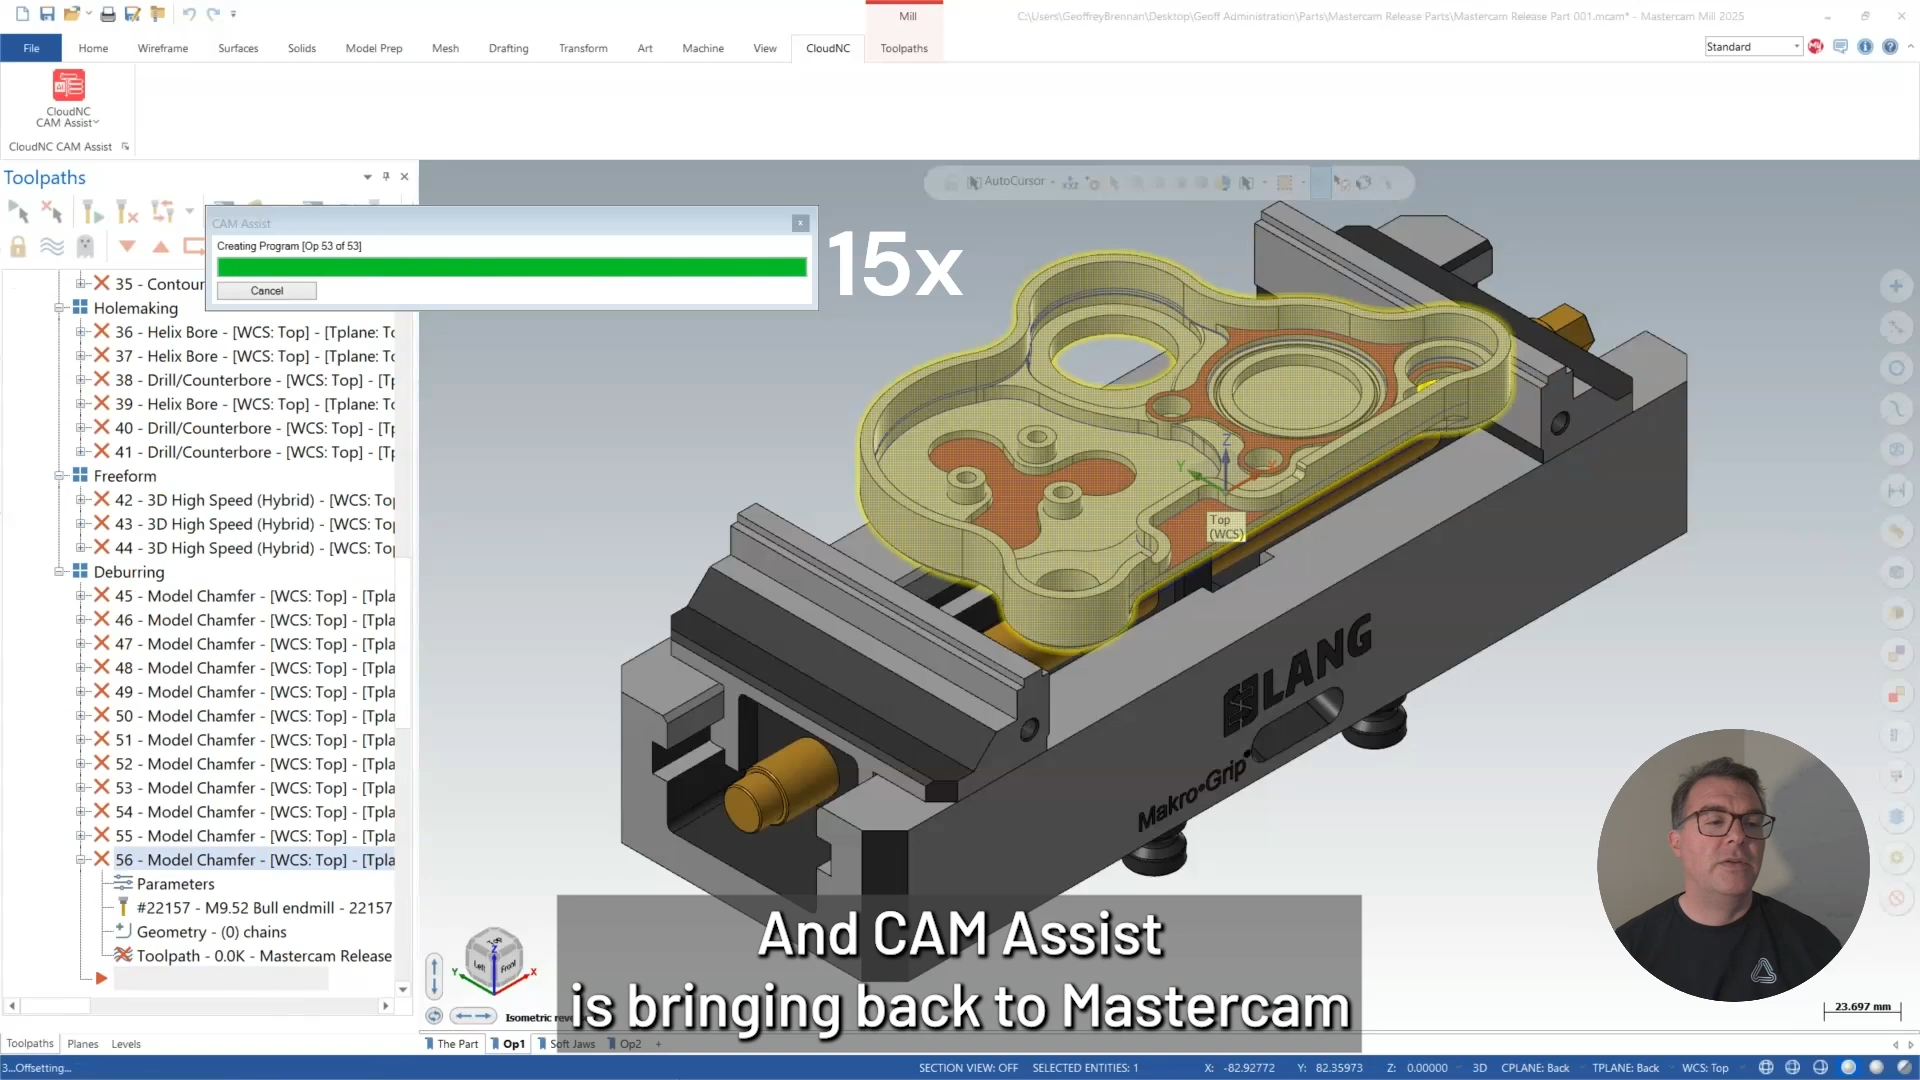 Mill
C:\Users\GeoffreyBrennan\Desktop\Geoff Administration\Parts\Mastercam Release Parts\Mastercam Release Part 001.mcam* - Mastercam Mill 2025
File
Home
Wireframe
Surfaces
Solids
Model Prep
Mesh
Drafting
Transform
Art
Machine
View
CloudNC
Toolpaths
Standard
CloudNC
CAM Assist
CloudNC CAM Assist
Toolpaths
AutoCursor
CAM Assist
Creating Program [Op 53 of 53]
Cancel
15x
35 - Contour
Holemaking
36 - Helix Bore - [WCS: Top] - [Tplane: To
37 - Helix Bore - [WCS: Top] - [Tplane: To
38 - Drill/Counterbore - [WCS: Top] - [Tp
39 - Helix Bore - [WCS: Top] - [Tplane: To
40 - Drill/Counterbore - [WCS: Top] - [Tp
41 - Drill/Counterbore - [WCS: Top] - [Tp
Freeform
42 - 3D High Speed (Hybrid) - [WCS: Top
43 - 3D High Speed (Hybrid) - [WCS: Top
44 - 3D High Speed (Hybrid) - [WCS: Top
Deburring
45 - Model Chamfer - [WCS: Top] - [Tpla
46 - Model Chamfer - [WCS: Top] - [Tpla
47 - Model Chamfer - [WCS: Top] - [Tpla
48 - Model Chamfer - [WCS: Top] - [Tpla
49 - Model Chamfer - [WCS: Top] - [Tpla
50 - Model Chamfer - [WCS: Top] - [Tpla
51 - Model Chamfer - [WCS: Top] - [Tpla
52 - Model Chamfer - [WCS: Top] - [Tpla
53 - Model Chamfer - [WCS: Top] - [Tpla
54 - Model Chamfer - [WCS: Top] - [Tpla
55 - Model Chamfer - [WCS: Top] - [Tpla
56 - Model Chamfer - [WCS: Top] - [Tpla
Parameters
#22157 - M9.52 Bull endmill - 22157
Geometry - (0) chains
Toolpath - 0.0K - Mastercam Release
Z
Y
X
Top
(WCS)
LANG
Makro•Grip
Top
Left
Front
Z
Y
X
Isometric reve
And CAM Assist
is bringing back to Mastercam
23.697 mm
Toolpaths
Planes
Levels
The Part
Op1
Soft Jaws
Op2
+
3...Offsetting...
SECTION VIEW: OFF
SELECTED ENTITIES: 1
X: -82.92772
Y: 82.35973
Z: 0.00000
3D
CPLANE: Back
TPLANE: Back
WCS: Top